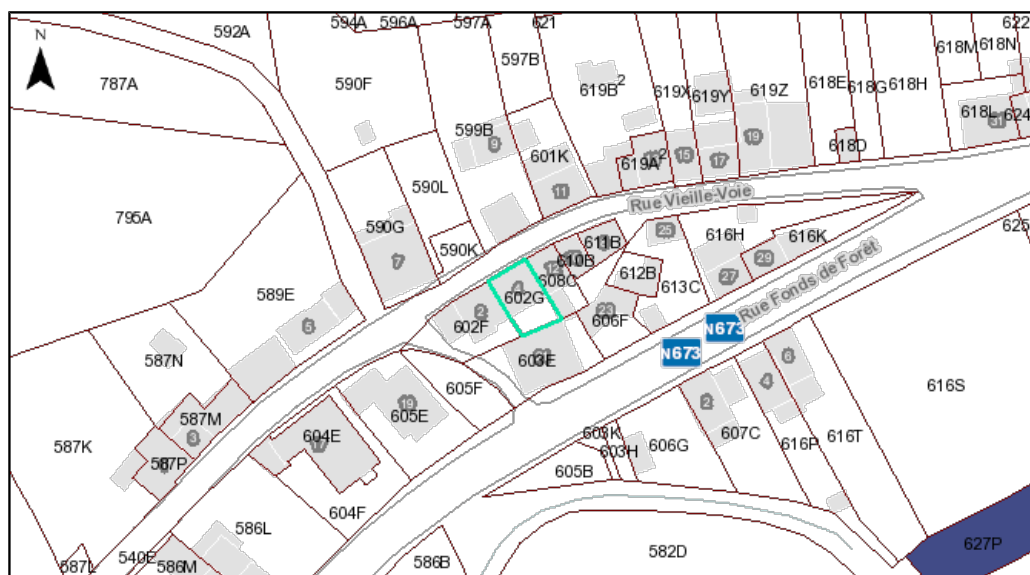 592A
594A
596A
597A
621
622
N
787A
590F
597B
619B
2
619X
619Y
619Z
618E
618G
618H
618M
618N
618L
31
624
599B
9
601K
11
619A
2
15
17
19
618D
795A
590L
590G
7
590K
Rue Vieille-Voie
625
611B
25
616H
616K
610B
12
608C
612B
27
29
613C
Rue Fonds de Forêt
4
602G
2
602F
23
606F
N673
N673
589E
5
603E
587N
605F
19
605E
2
4
6
616S
587M
3
604E
17
587K
587P
603K
603H
606G
607C
616P
616T
605B
604F
586L
540E
587L
586M
586B
582D
627P